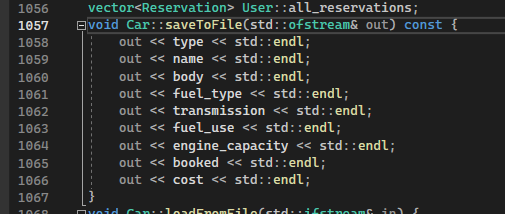 1056 vector<Reservation> User::all_reservations;
1057 void Car::saveToFile(std::ofstream& out) const {
1058 out << type << std::endl;
1059 out << name << std::endl;
1060 out << body << std::endl;
1061 out << fuel_type << std::endl;
1062 out << transmission << std::endl;
1063 out << fuel_use << std::endl;
1064 out << engine_capacity << std::endl;
1065 out << booked << std::endl;
1066 out << cost << std::endl;
1067 }
1068 void Car::loadFromFile(std::ifstream& in) {